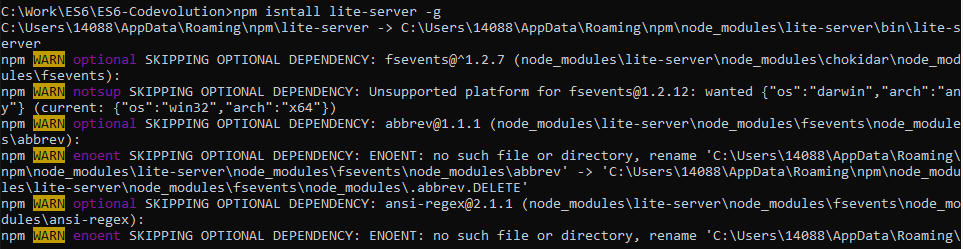 C:\Work\ES6\ES6-Codevolution>npm isntall lite-server -g
C:\Users\14088\AppData\Roaming\npm\lite-server -> C:\Users\14088\AppData\Roaming\npm\node_modules\lite-server\bin\lite-s
erver
npm WARN optional SKIPPING OPTIONAL DEPENDENCY: fsevents@^1.2.7 (node_modules\lite-server\node_modules\chokidar\node_mod
ules\fsevents):
npm WARN notsup SKIPPING OPTIONAL DEPENDENCY: Unsupported platform for fsevents@1.2.12: wanted {"os":"darwin","arch":"an
y"} (current: {"os":"win32","arch":"x64"})
npm WARN optional SKIPPING OPTIONAL DEPENDENCY: abbrev@1.1.1 (node_modules\lite-server\node_modules\fsevents\node_module
s\abbrev):
npm WARN enoent SKIPPING OPTIONAL DEPENDENCY: ENOENT: no such file or directory, rename 'C:\Users\14088\AppData\Roaming\
npm\node_modules\lite-server\node_modules\fsevents\node_modules\abbrev' -> 'C:\Users\14088\AppData\Roaming\npm\node_modu
les\lite-server\node_modules\fsevents\node_modules\.abbrev.DELETE'
npm WARN optional SKIPPING OPTIONAL DEPENDENCY: ansi-regex@2.1.1 (node_modules\lite-server\node_modules\fsevents\node_mo
dules\ansi-regex):
npm WARN enoent SKIPPING OPTIONAL DEPENDENCY: ENOENT: no such file or directory, rename 'C:\Users\14088\AppData\Roaming\